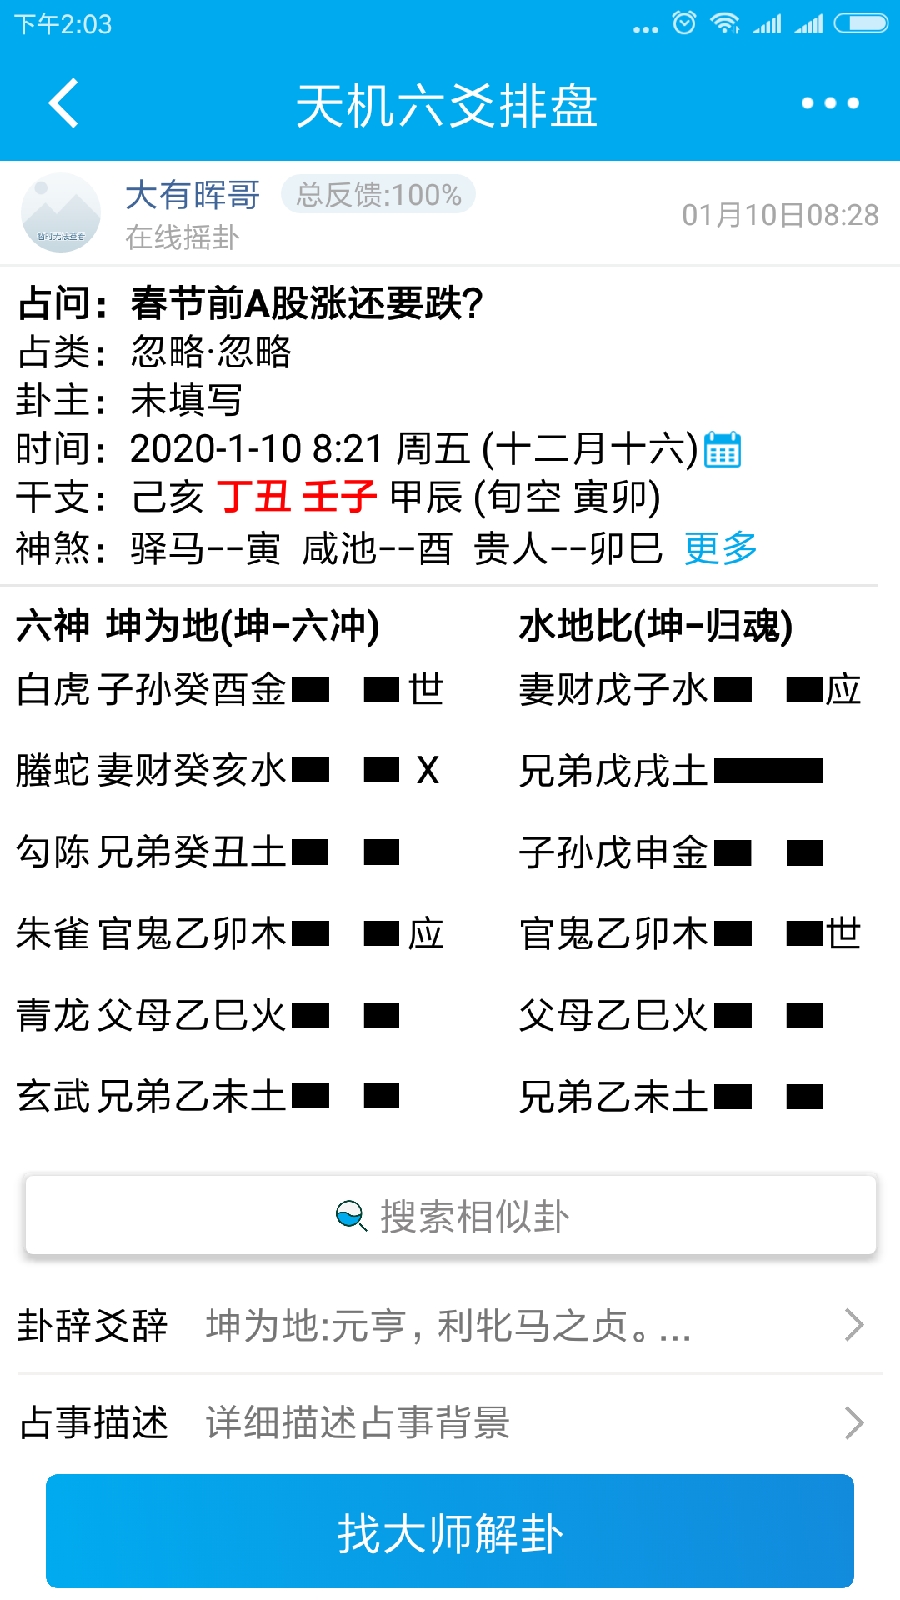 下午2:03
天机六爻排盘
大有晖哥 总反馈:100%
在线摇卦
01月10日08:28
占问：春节前A股涨还要跌?
占类：忽略·忽略
卦主：未填写
时间：2020-1-10 8:21 周五 (十二月十六)
干支：己亥 丁丑 壬子 甲辰 (旬空 寅卯)
神煞：驿马--寅 咸池--酉 贵人--卯巳 更多
六神 坤为地(坤-六冲) 水地比(坤-归魂)
白虎 子孙癸酉金 世 妻财戊子水 应
螣蛇 妻财癸亥水 X 兄弟戊戌土
勾陈 兄弟癸丑土 子孙戊申金
朱雀 官鬼乙卯木 应 官鬼乙卯木 世
青龙 父母乙巳火 父母乙巳火
玄武 兄弟乙未土 兄弟乙未土
搜索相似卦
卦辞爻辞 坤为地:元亨，利牝马之贞。...
占事描述 详细描述占事背景
找大师解卦